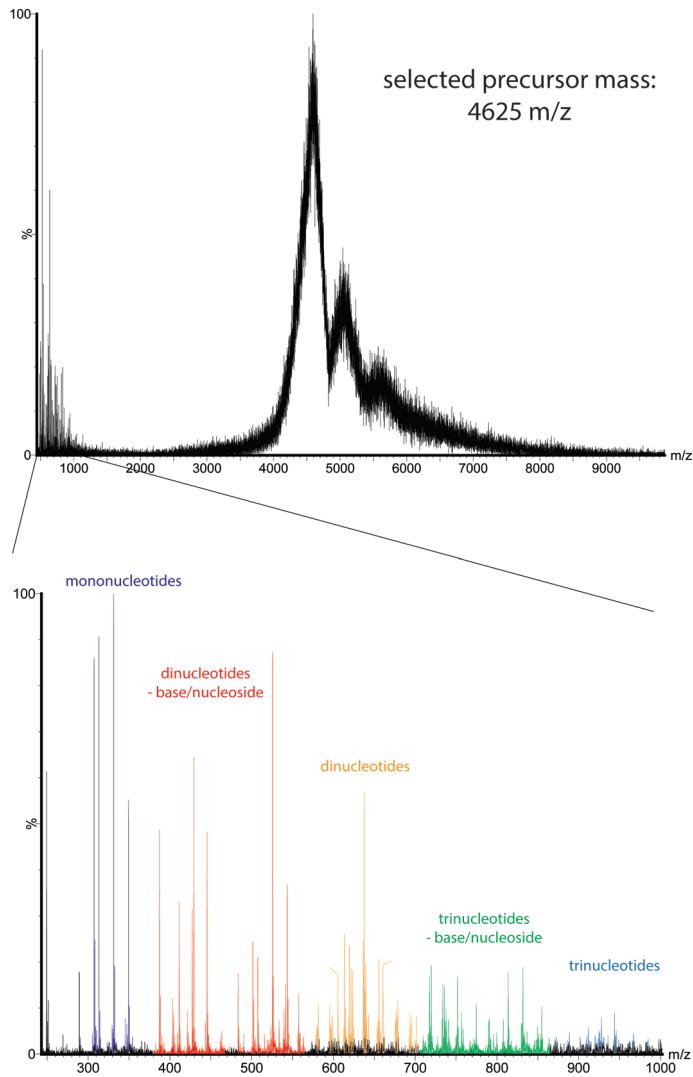 100
selected precursor mass:
4625 m/z
%
0
m/z
1000 2000 3000 4000 5000 6000 7000 8000 9000
mononucleotides
100
dinucleotides
- base/nucleoside
dinucleotides
%
trinucleotides
- base/nucleoside
trinucleotides
0
m/z
300 400 500 600 700 800 900 1000